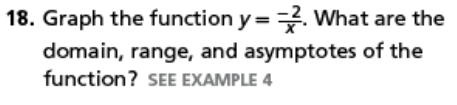 18. Graph the function y = −2/x. What are the
domain, range, and asymptotes of the
function? SEE EXAMPLE 4